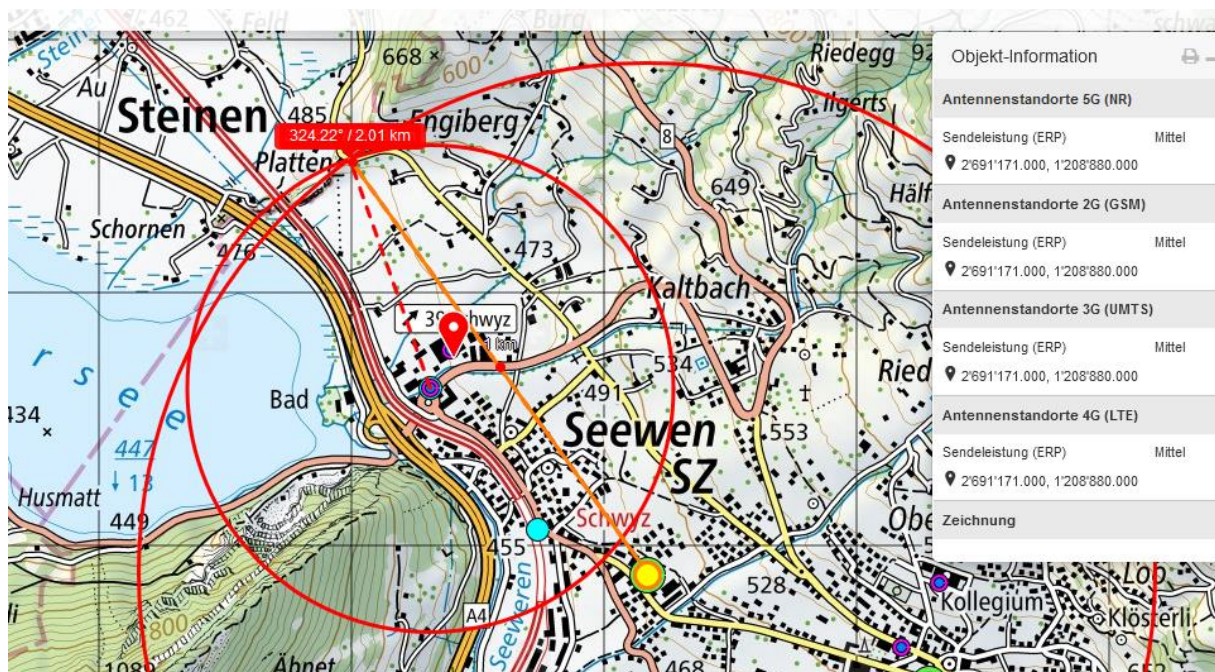 462
Feld
Burg
Stein
668
600
Riedegg
Au
Ilgerts
Steinen
485
Engiberg
8
324.22° / 2.01 km
Platten
649
Schornen
476
473
Kaltbach
39 Schwyz
1 km
534
Ried
r s e e
Bad
491
434
Seewen
SZ
553
447
13
Husmatt
449
Schwyz
455
528
Seeweren
A4
800
Kollegium
Lop
Klösterli
Ähnet
468
1089
Objekt-Information
Antennenstandorte 5G (NR)
Sendeleistung (ERP) Mittel
2'691'171.000, 1'208'880.000
Antennenstandorte 2G (GSM)
Sendeleistung (ERP) Mittel
2'691'171.000, 1'208'880.000
Antennenstandorte 3G (UMTS)
Sendeleistung (ERP) Mittel
2'691'171.000, 1'208'880.000
Antennenstandorte 4G (LTE)
Sendeleistung (ERP) Mittel
2'691'171.000, 1'208'880.000
Zeichnung